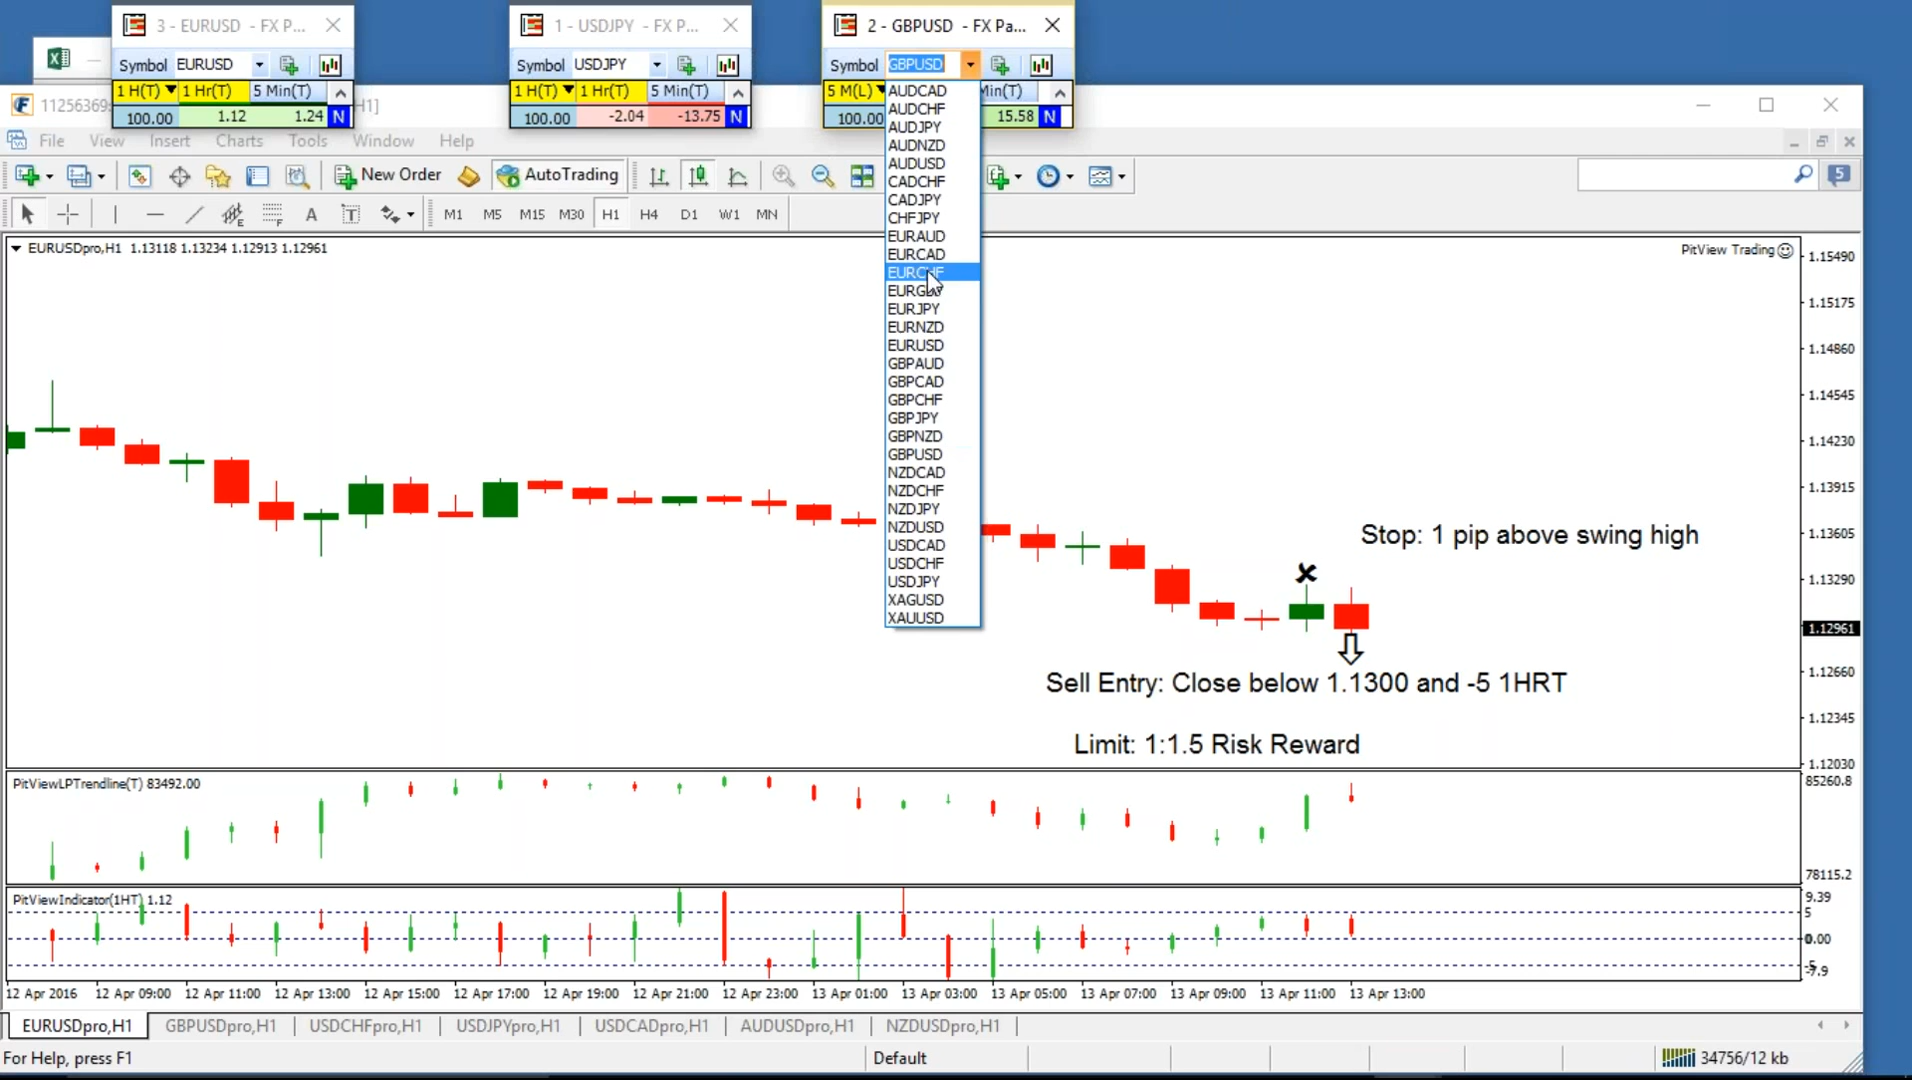 3 - EURUSD - FX P...
1 - USDJPY - FX P...
2 - GBPUSD - FX Pa...
Symbol EURUSD
Symbol USDJPY
Symbol GBPUSD
1 H(T) 1 Hr(T) 5 Min(T)
1 H(T) 1 Hr(T) 5 Min(T)
5 M(L) Min(T)
100.00 1.12 1.24 N
100.00 -2.04 -13.75 N
100.00 15.58 N
AUDCAD
AUDCHF
AUDJPY
AUDNZD
AUDUSD
CADCHF
CADJPY
CHFJPY
EURAUD
EURCAD
EURCHF
EURGBP
EURJPY
EURNZD
EURUSD
GBPAUD
GBPCAD
GBPCHF
GBPJPY
GBPNZD
GBPUSD
NZDCAD
NZDCHF
NZDJPY
NZDUSD
USDCAD
USDCHF
USDJPY
XAGUSD
XAUUSD
11256369 H1]
File View Insert Charts Tools Window Help
New Order AutoTrading 5
A T E F M1 M5 M15 M30 H1 H4 D1 W1 MN
EURUSDpro,H1 1.13118 1.13234 1.12913 1.12961
PitView Trading
1.15490
1.15175
1.14860
1.14545
1.14230
1.13915
1.13605
1.13290
1.12961
1.12660
1.12345
1.12030
Stop: 1 pip above swing high
Sell Entry: Close below 1.1300 and -5 1HRT
Limit: 1:1.5 Risk Reward
PitViewLPTrendline(T) 83492.00
85260.8
78115.2
PitViewIndicator(1HT) 1.12
9.39
5
0.00
-5
-7.9
12 Apr 2016 12 Apr 09:00 12 Apr 11:00 12 Apr 13:00 12 Apr 15:00 12 Apr 17:00 12 Apr 19:00 12 Apr 21:00 12 Apr 23:00 13 Apr 01:00 13 Apr 03:00 13 Apr 05:00 13 Apr 07:00 13 Apr 09:00 13 Apr 11:00 13 Apr 13:00
EURUSDpro,H1 GBPUSDpro,H1 USDCHFpro,H1 USDJPYpro,H1 USDCADpro,H1 AUDUSDpro,H1 NZDUSDpro,H1
For Help, press F1 Default 34756/12 kb